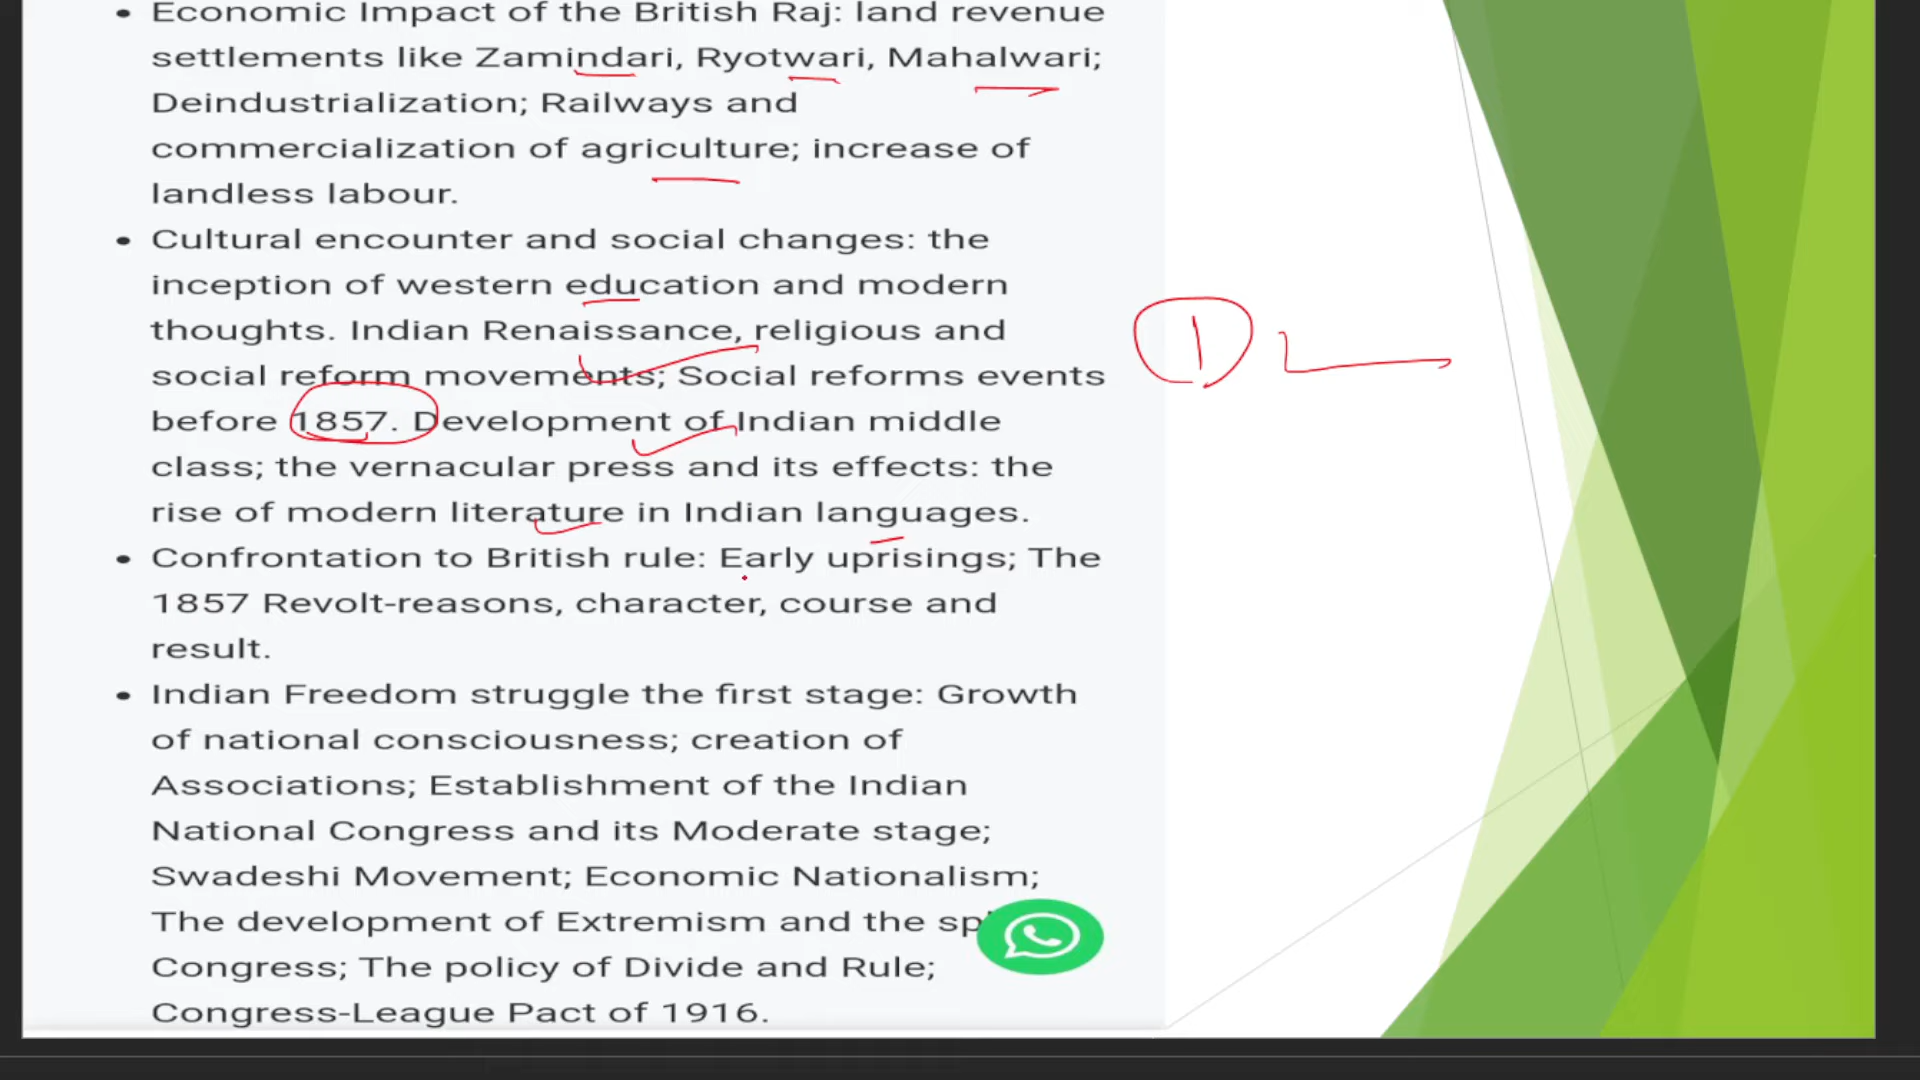 • Economic Impact of the British Raj: land revenue
settlements like Zamindari, Ryotwari, Mahalwari;
Deindustrialization; Railways and
commercialization of agriculture; increase of
landless labour.
• Cultural encounter and social changes: the
inception of western education and modern
thoughts. Indian Renaissance, religious and
social reform movements; Social reforms events
before 1857. Development of Indian middle
class; the vernacular press and its effects: the
rise of modern literature in Indian languages.
• Confrontation to British rule: Early uprisings; The
1857 Revolt-reasons, character, course and
result.
• Indian Freedom struggle the first stage: Growth
of national consciousness; creation of
Associations; Establishment of the Indian
National Congress and its Moderate stage;
Swadeshi Movement; Economic Nationalism;
The development of Extremism and the
Congress; The policy of Divide and Rule;
Congress-League Pact of 1916.
1